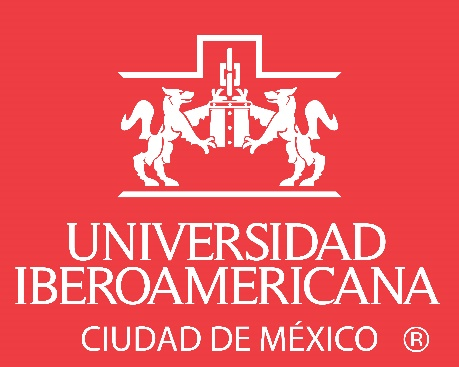 UNIVERSIDAD
IBEROAMERICANA
CIUDAD DE MÉXICO ®